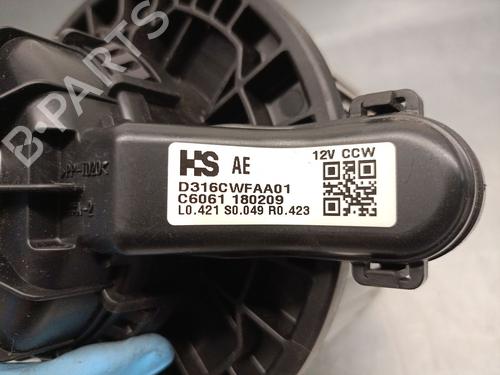 B-PARTS
HS AE
12V CCW
D316CWFAA01
C6061 180209
L0.421 S0.049 R0.423